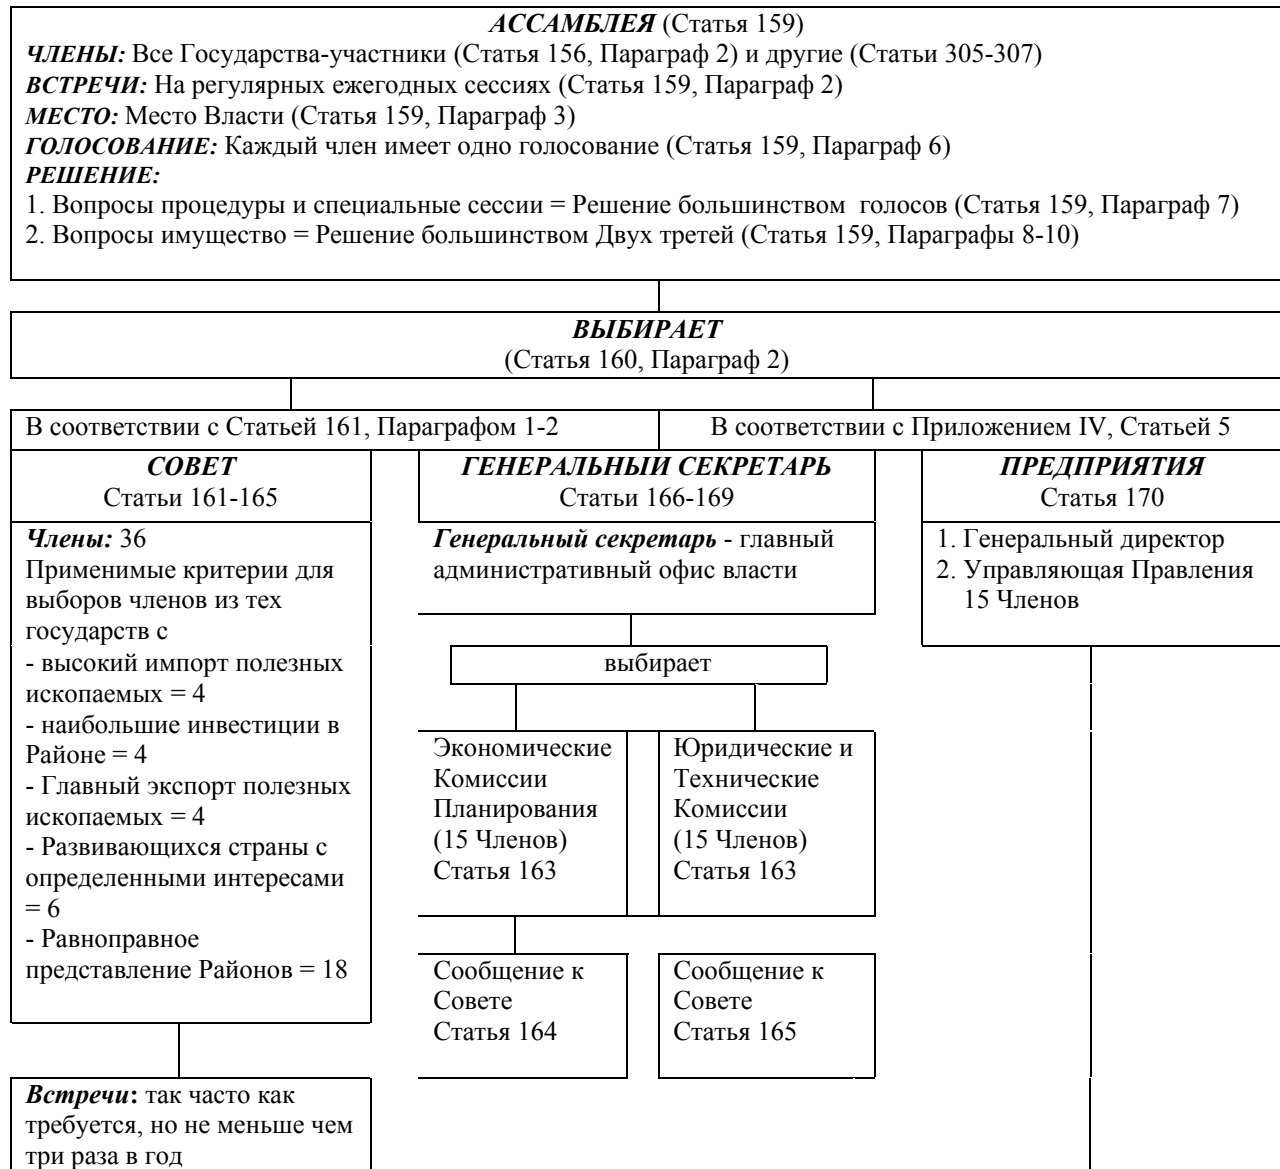 АССАМБЛЕЯ (Статья 159)
ЧЛЕНЫ: Все Государства-участники (Статья 156, Параграф 2) и другие (Статьи 305-307)
ВСТРЕЧИ: На регулярных ежегодных сессиях (Статья 159, Параграф 2)
МЕСТО: Место Власти (Статья 159, Параграф 3)
ГОЛОСОВАНИЕ: Каждый член имеет одно голосование (Статья 159, Параграф 6)
РЕШЕНИЕ:
1. Вопросы процедуры и специальные сессии = Решение большинством голосов (Статья 159, Параграф 7)
2. Вопросы имущество = Решение большинством Двух третей (Статья 159, Параграфы 8-10)
ВЫБИРАЕТ
(Статья 160, Параграф 2)
В соответствии с Статьей 161, Параграфом 1-2
В соответствии с Приложением IV, Статьей 5
СОВЕТ
Статьи 161-165
ГЕНЕРАЛЬНЫЙ СЕКРЕТАРЬ
Статьи 166-169
ПРЕДПРИЯТИЯ
Статья 170
Члены: 36
Применимые критерии для
выборов членов из тех
государств с
- высокий импорт полезных
ископаемых = 4
- наибольшие инвестиции в
Районе = 4
- Главный экспорт полезных
ископаемых = 4
- Развивающихся страны с
определенными интересами
= 6
- Равноправное
представление Районов = 18
Генеральный секретарь - главный
административный офис власти
1. Генеральный директор
2. Управляющая Правления
15 Членов
выбирает
Экономические
Комиссии
Планирования
(15 Членов)
Статья 163
Юридические и
Технические
Комиссии
(15 Членов)
Статья 163
Сообщение к
Совете
Статья 164
Сообщение к
Совете
Статья 165
Встречи: так часто как
требуется, но не меньше чем
три раза в год